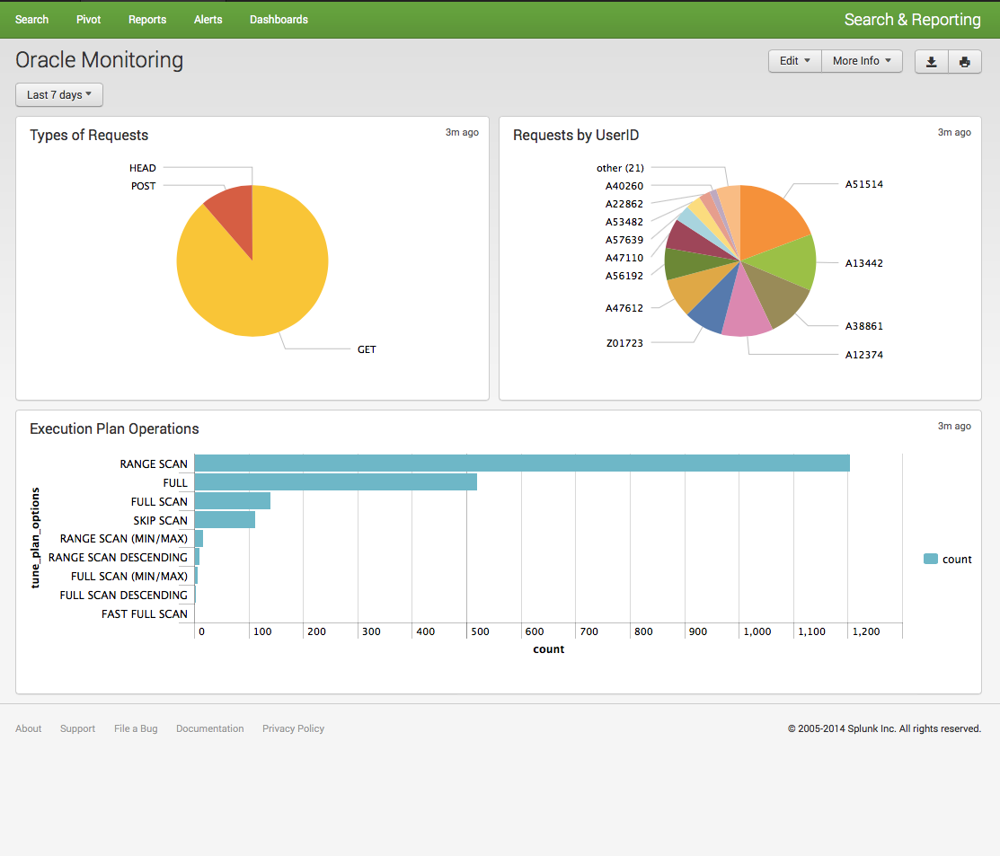 Search Pivot Reports Alerts Dashboards Search & Reporting
Oracle Monitoring
Edit More Info
Last 7 days
Types of Requests 3m ago
HEAD
POST
GET
Requests by UserID 3m ago
other (21)
A40260
A22862
A53482
A57639
A47110
A56192
A47612
Z01723
A51514
A13442
A38861
A12374
Execution Plan Operations 3m ago
tune_plan_options
RANGE SCAN
FULL
FULL SCAN
SKIP SCAN
RANGE SCAN (MIN/MAX)
RANGE SCAN DESCENDING
FULL SCAN (MIN/MAX)
FULL SCAN DESCENDING
FAST FULL SCAN
0 100 200 300 400 500 600 700 800 900 1,000 1,100 1,200
count
count
About Support File a Bug Documentation Privacy Policy © 2005-2014 Splunk Inc. All rights reserved.